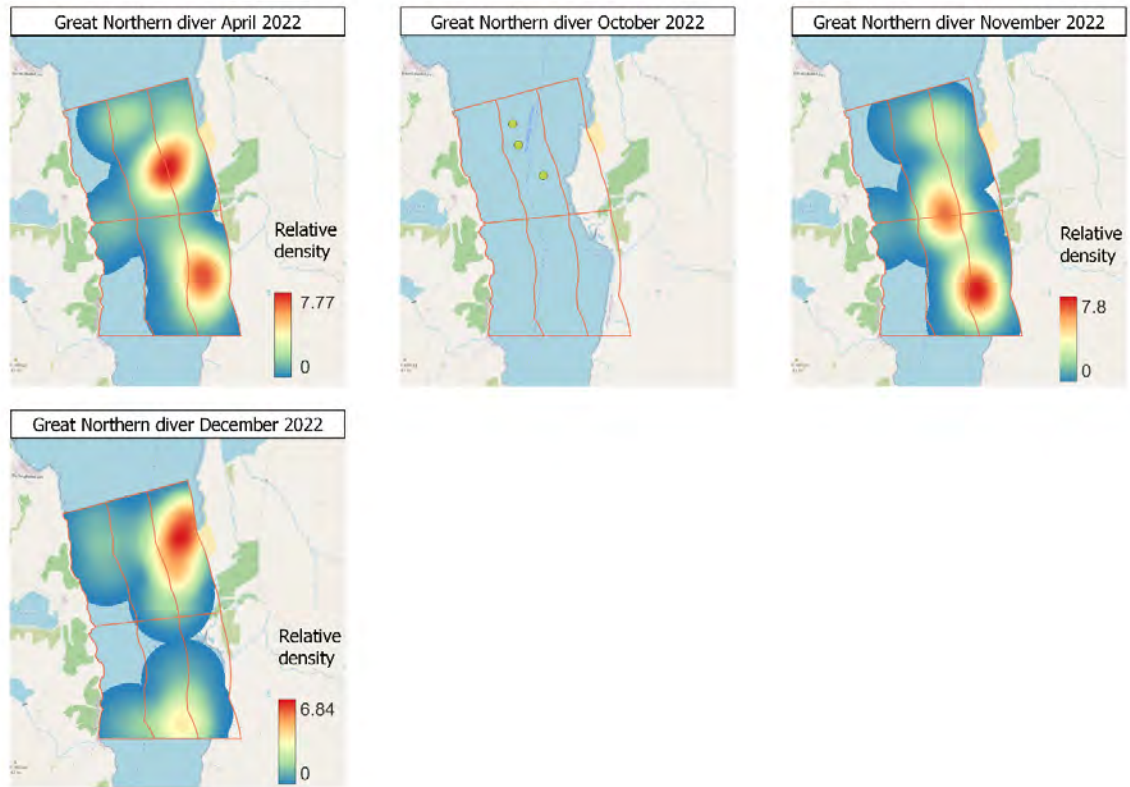 Great Northern diver April 2022
Relative
density
7.77
0
Great Northern diver October 2022
Great Northern diver November 2022
Relative
density
7.8
0
Great Northern diver December 2022
Relative
density
6.84
0